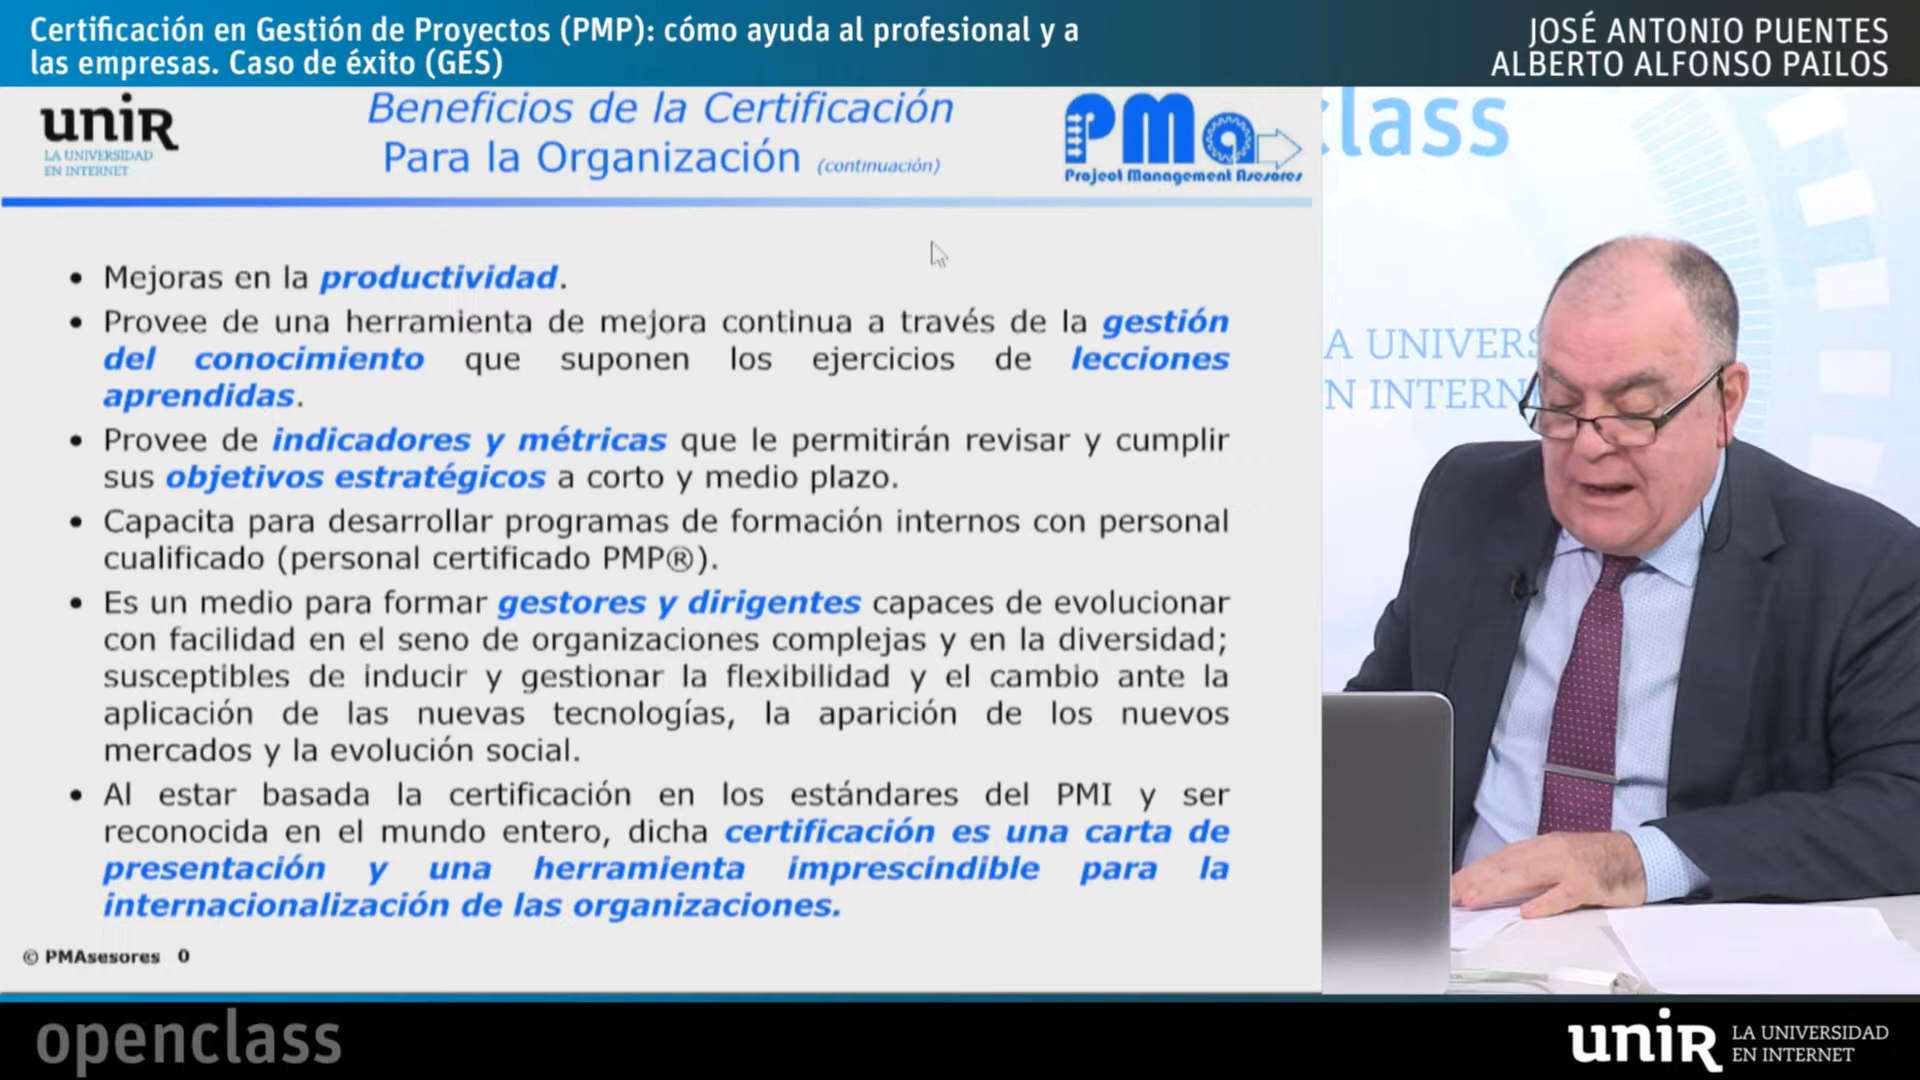 Certificación en Gestión de Proyectos (PMP): cómo ayuda al profesional y a
las empresas. Caso de éxito (GES)
JOSÉ ANTONIO PUENTES
ALBERTO ALFONSO PAILOS
uniR
LA UNIVERSIDAD
EN INTERNET
Beneficios de la Certificación
Para la Organización (continuación)
PMa
Project Management Asesores
class
LA UNIVERS
EN INTERN
• Mejoras en la productividad.
• Provee de una herramienta de mejora continua a través de la gestión
del conocimiento que suponen los ejercicios de lecciones
aprendidas.
• Provee de indicadores y métricas que le permitirán revisar y cumplir
sus objetivos estratégicos a corto y medio plazo.
• Capacita para desarrollar programas de formación internos con personal
cualificado (personal certificado PMP®).
• Es un medio para formar gestores y dirigentes capaces de evolucionar
con facilidad en el seno de organizaciones complejas y en la diversidad;
susceptibles de inducir y gestionar la flexibilidad y el cambio ante la
aplicación de las nuevas tecnologías, la aparición de los nuevos
mercados y la evolución social.
• Al estar basada la certificación en los estándares del PMI y ser
reconocida en el mundo entero, dicha certificación es una carta de
presentación y una herramienta imprescindible para la
internacionalización de las organizaciones.
© PMAsesores 0
openclass
uniR
LA UNIVERSIDAD
EN INTERNET